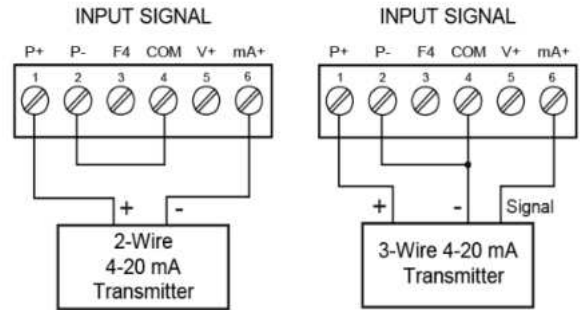 INPUT SIGNAL
P+ P- F4 COM V+ mA+
1 2 3 4 5 6
+ -
2-Wire
4-20 mA
Transmitter
INPUT SIGNAL
P+ P- F4 COM V+ mA+
1 2 3 4 5 6
+ - Signal
3-Wire 4-20 mA
Transmitter